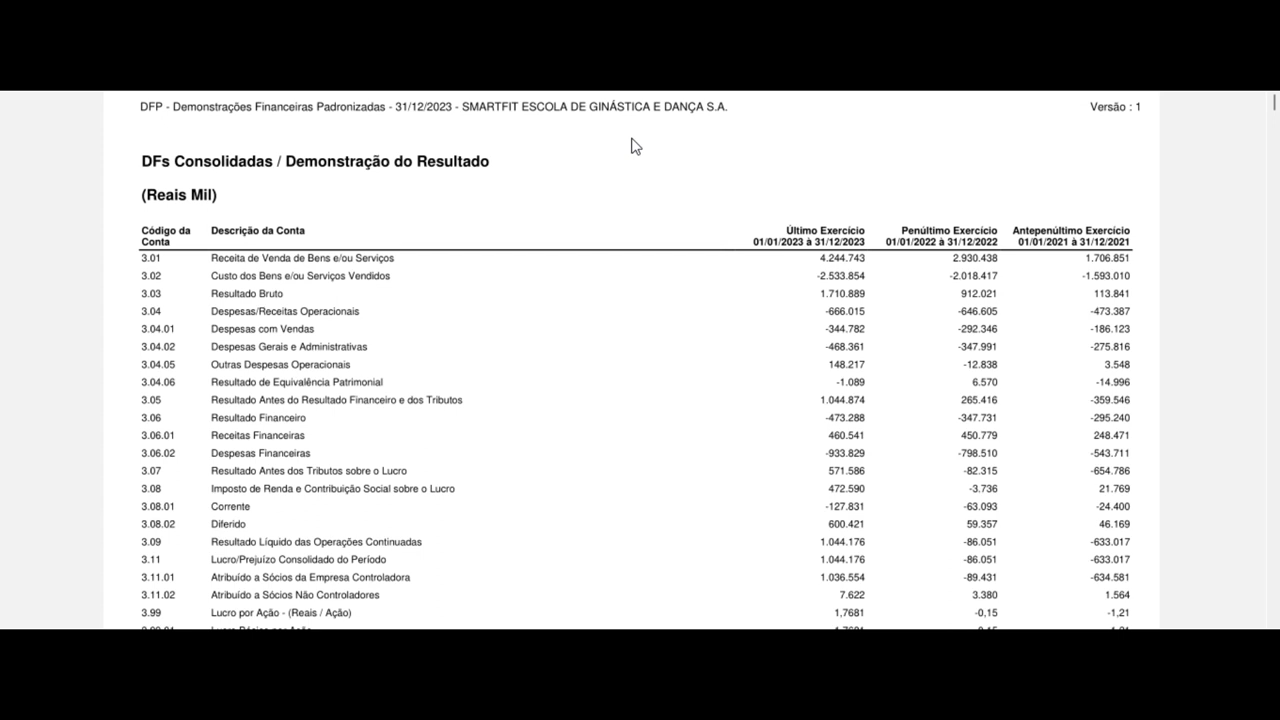 DFP - Demonstrações Financeiras Padronizadas - 31/12/2023 - SMARTFIT ESCOLA DE GINÁSTICA E DANÇA S.A. Versão : 1
DFs Consolidadas / Demonstração do Resultado
(Reais Mil)
Código da Conta Descrição da Conta Último Exercício 01/01/2023 à 31/12/2023 Penúltimo Exercício 01/01/2022 à 31/12/2022 Antepenúltimo Exercício 01/01/2021 à 31/12/2021
3.01 Receita de Venda de Bens e/ou Serviços 4.244.743 2.930.438 1.706.851
3.02 Custo dos Bens e/ou Serviços Vendidos -2.533.854 -2.018.417 -1.593.010
3.03 Resultado Bruto 1.710.889 912.021 113.841
3.04 Despesas/Receitas Operacionais -666.015 -646.605 -473.387
3.04.01 Despesas com Vendas -344.782 -292.346 -186.123
3.04.02 Despesas Gerais e Administrativas -468.361 -347.991 -275.816
3.04.05 Outras Despesas Operacionais 148.217 -12.838 3.548
3.04.06 Resultado de Equivalência Patrimonial -1.089 6.570 -14.996
3.05 Resultado Antes do Resultado Financeiro e dos Tributos 1.044.874 265.416 -359.546
3.06 Resultado Financeiro -473.288 -347.731 -295.240
3.06.01 Receitas Financeiras 460.541 450.779 248.471
3.06.02 Despesas Financeiras -933.829 -798.510 -543.711
3.07 Resultado Antes dos Tributos sobre o Lucro 571.586 -82.315 -654.786
3.08 Imposto de Renda e Contribuição Social sobre o Lucro 472.590 -3.736 21.769
3.08.01 Corrente -127.831 -63.093 -24.400
3.08.02 Diferido 600.421 59.357 46.169
3.09 Resultado Líquido das Operações Continuadas 1.044.176 -86.051 -633.017
3.11 Lucro/Prejuízo Consolidado do Período 1.044.176 -86.051 -633.017
3.11.01 Atribuído a Sócios da Empresa Controladora 1.036.554 -89.431 -634.581
3.11.02 Atribuído a Sócios Não Controladores 7.622 3.380 1.564
3.99 Lucro por Ação - (Reais / Ação) 1,7681 -0,15 -1,21